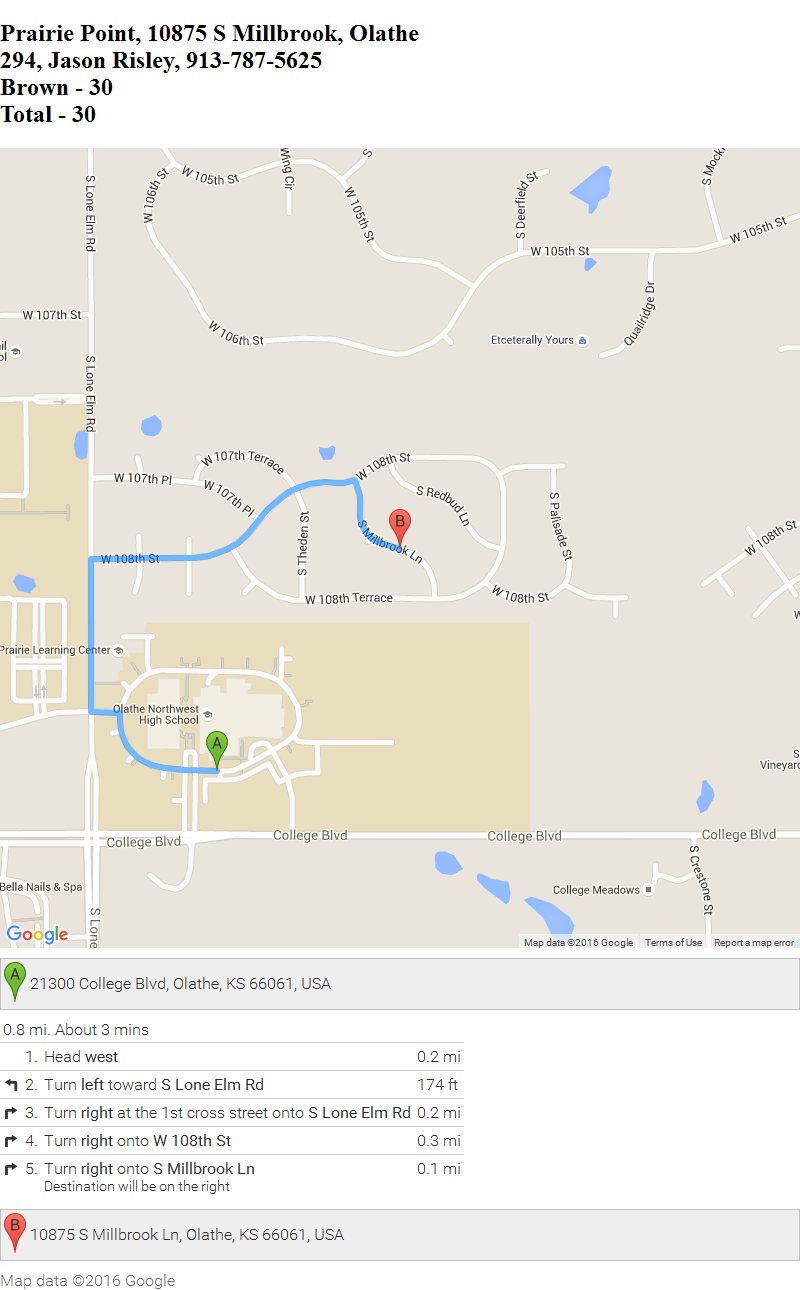 Prairie Point, 10875 S Millbrook, Olathe
294, Jason Risley, 913-787-5625
Brown - 30
Total - 30
S Lone Elm Rd
W 106th St
W 105th St
Wing Cir
S
W 105th St
S Deerfield St
S Mock
W 105th St
W 105th St
W 107th St
W 106th St
Quailridge Dr
Etceterally Yours
S Lone Elm Rd
W 107th Terrace
W 108th St
W 107th Pl
W 107th Pl
S Redbud Ln
B
S Palisade St
S Theden St
S Millbrook Ln
W 108th St
W 108th St
W 108th Terrace
W 108th St
W
Prairie Learning Center
Olathe Northwest
High School
A
S
Vineyard
College Blvd
College Blvd
College Blvd
College Blvd
Bella Nails & Spa
S Lone
College Meadows
S Crestone St
Google
Map data ©2016 Google
Terms of Use
Report a map error
A 21300 College Blvd, Olathe, KS 66061, USA
0.8 mi. About 3 mins
1. Head west 0.2 mi
2. Turn left toward S Lone Elm Rd 174 ft
3. Turn right at the 1st cross street onto S Lone Elm Rd 0.2 mi
4. Turn right onto W 108th St 0.3 mi
5. Turn right onto S Millbrook Ln 0.1 mi
Destination will be on the right
B 10875 S Millbrook Ln, Olathe, KS 66061, USA
Map data ©2016 Google